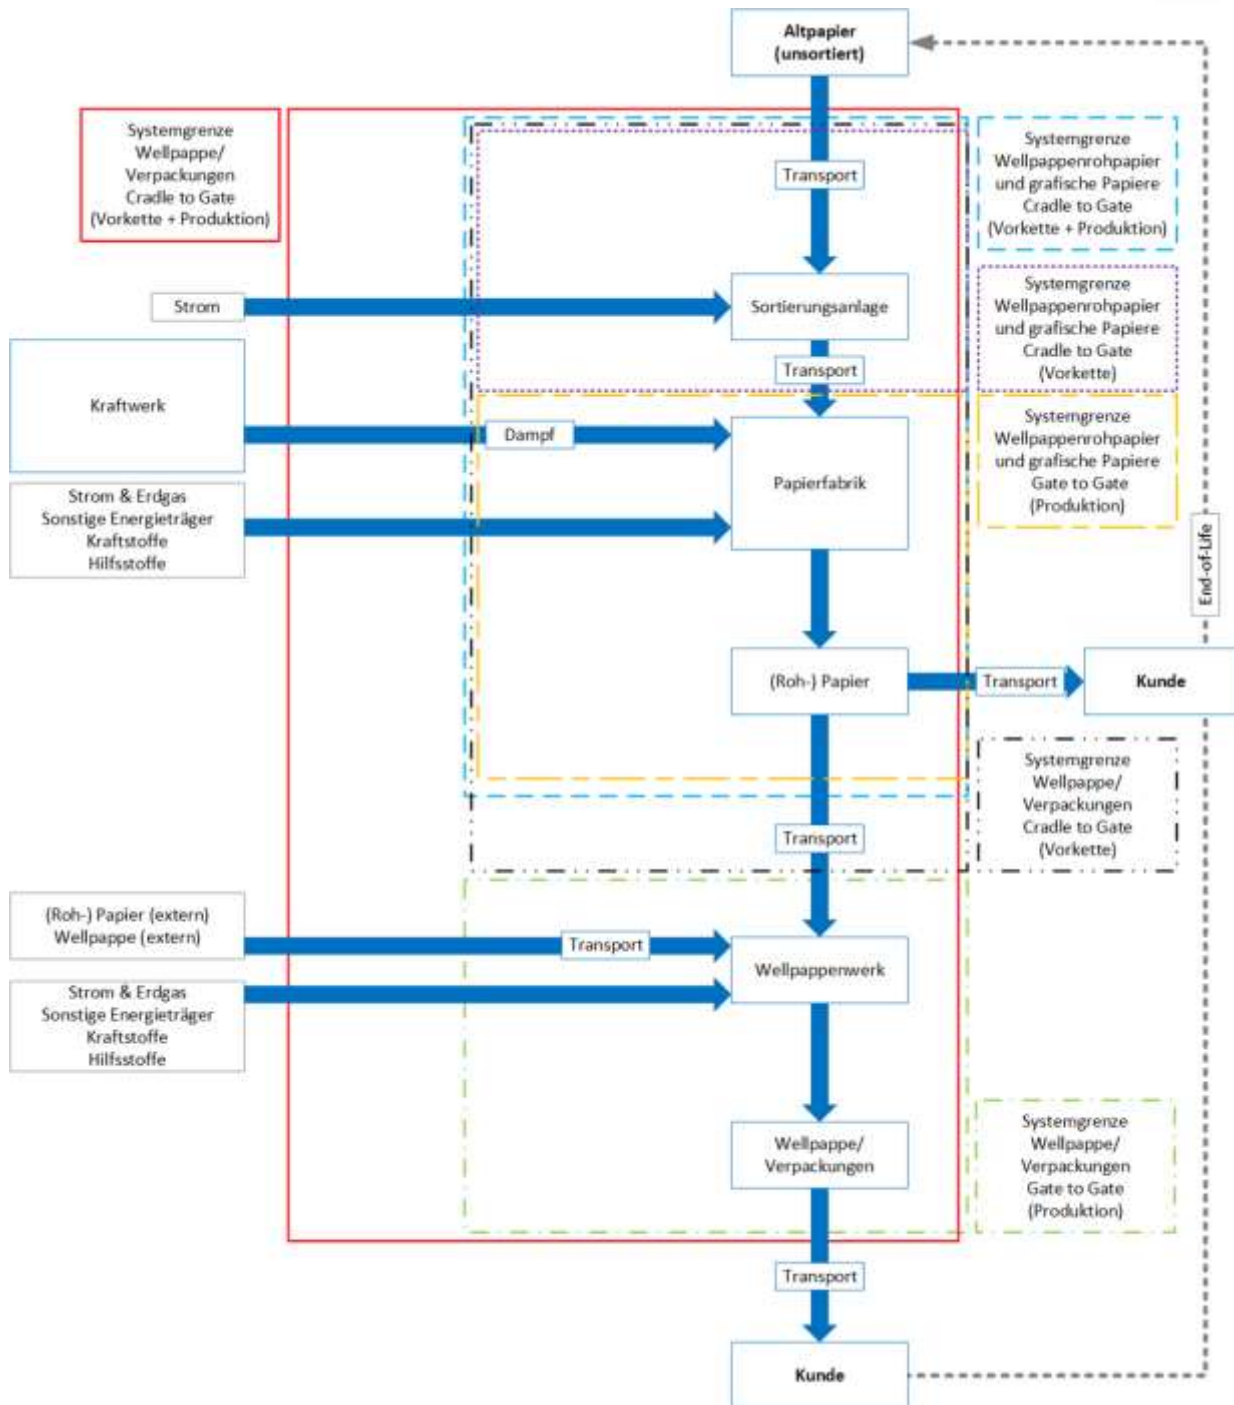 Altpapier
(unsortiert)
Systemgrenze
Wellpappe/
Verpackungen
Cradle to Gate
(Vorkette + Produktion)
Systemgrenze
Wellpappenrohpapier
und grafische Papiere
Cradle to Gate
(Vorkette + Produktion)
Transport
Strom
Sortierungsanlage
Systemgrenze
Wellpappenrohpapier
und grafische Papiere
Cradle to Gate
(Vorkette)
Transport
Kraftwerk
Dampf
Papierfabrik
Systemgrenze
Wellpappenrohpapier
und grafische Papiere
Gate to Gate
(Produktion)
Strom & Erdgas
Sonstige Energieträger
Kraftstoffe
Hilfsstoffe
End-of-Life
(Roh-) Papier
Transport
Kunde
Systemgrenze
Wellpappe/
Verpackungen
Cradle to Gate
(Vorkette)
Transport
(Roh-) Papier (extern)
Wellpappe (extern)
Transport
Wellpappenwerk
Strom & Erdgas
Sonstige Energieträger
Kraftstoffe
Hilfsstoffe
Wellpappe/
Verpackungen
Systemgrenze
Wellpappe/
Verpackungen
Gate to Gate
(Produktion)
Transport
Kunde